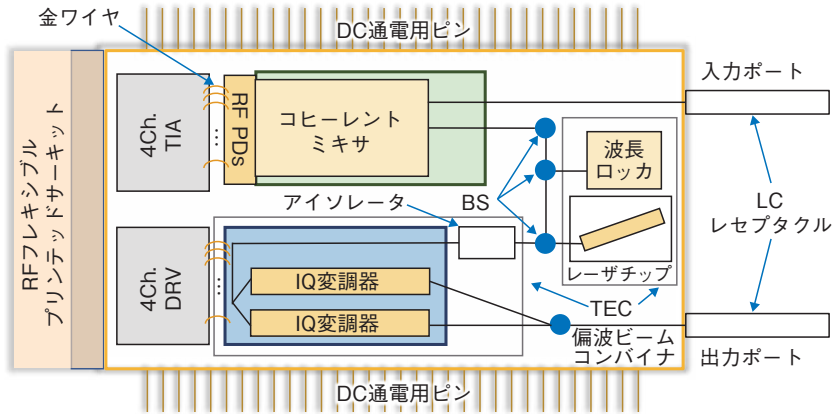 金ワイヤ
DC通電用ピン
入力ポート
RFフレキシブル
プリンテッドサーキット
4Ch.
TIA
RF PDs
コヒーレント
ミキサ
波長
ロッカ
アイソレータ
BS
LC
レセプタクル
4Ch.
DRV
IQ変調器
IQ変調器
レーザチップ
TEC
偏波ビーム
コンバイナ
出力ポート
DC通電用ピン